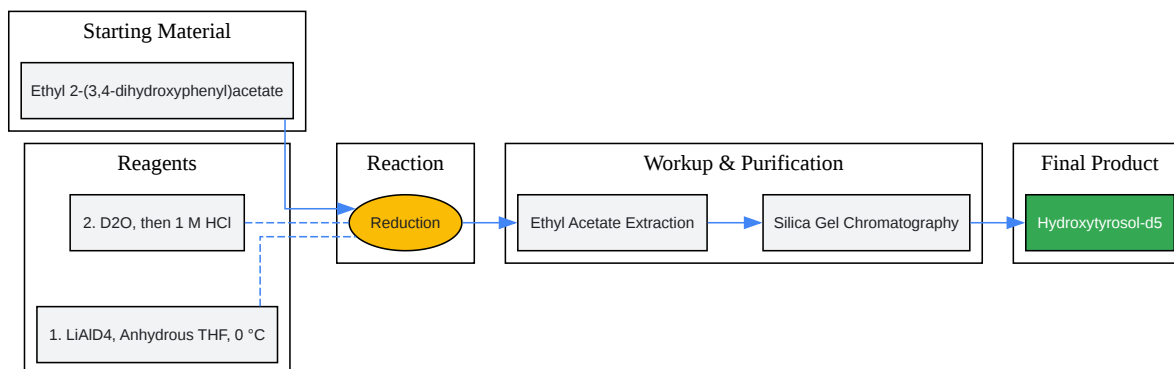 Starting Material
Ethyl 2-(3,4-dihydroxyphenyl)acetate
Reagents
2. D2O, then 1 M HCl
1. LiAlD4, Anhydrous THF, 0 °C
Reaction
Reduction
Workup & Purification
Ethyl Acetate Extraction
Silica Gel Chromatography
Final Product
Hydroxytyrosol-d5